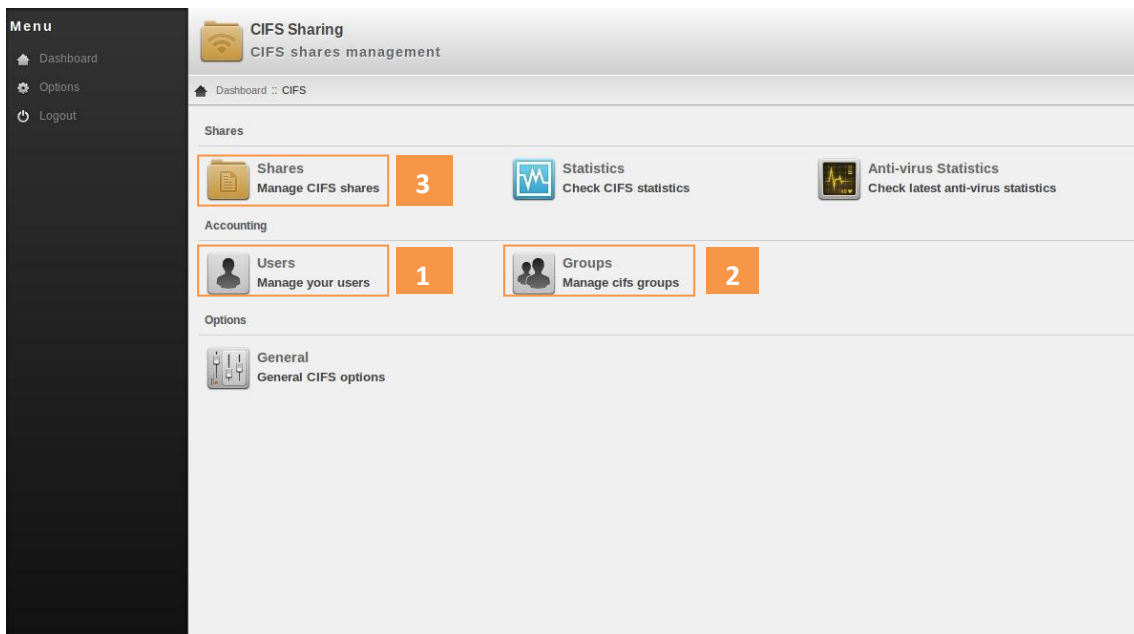 Menu
Dashboard
Options
Logout
CIFS Sharing
CIFS shares management
Dashboard :: CIFS
Shares
Shares
Manage CIFS shares
3
Statistics
Check CIFS statistics
Anti-virus Statistics
Check latest anti-virus statistics
Accounting
Users
Manage your users
1
Groups
Manage cifs groups
2
Options
General
General CIFS options